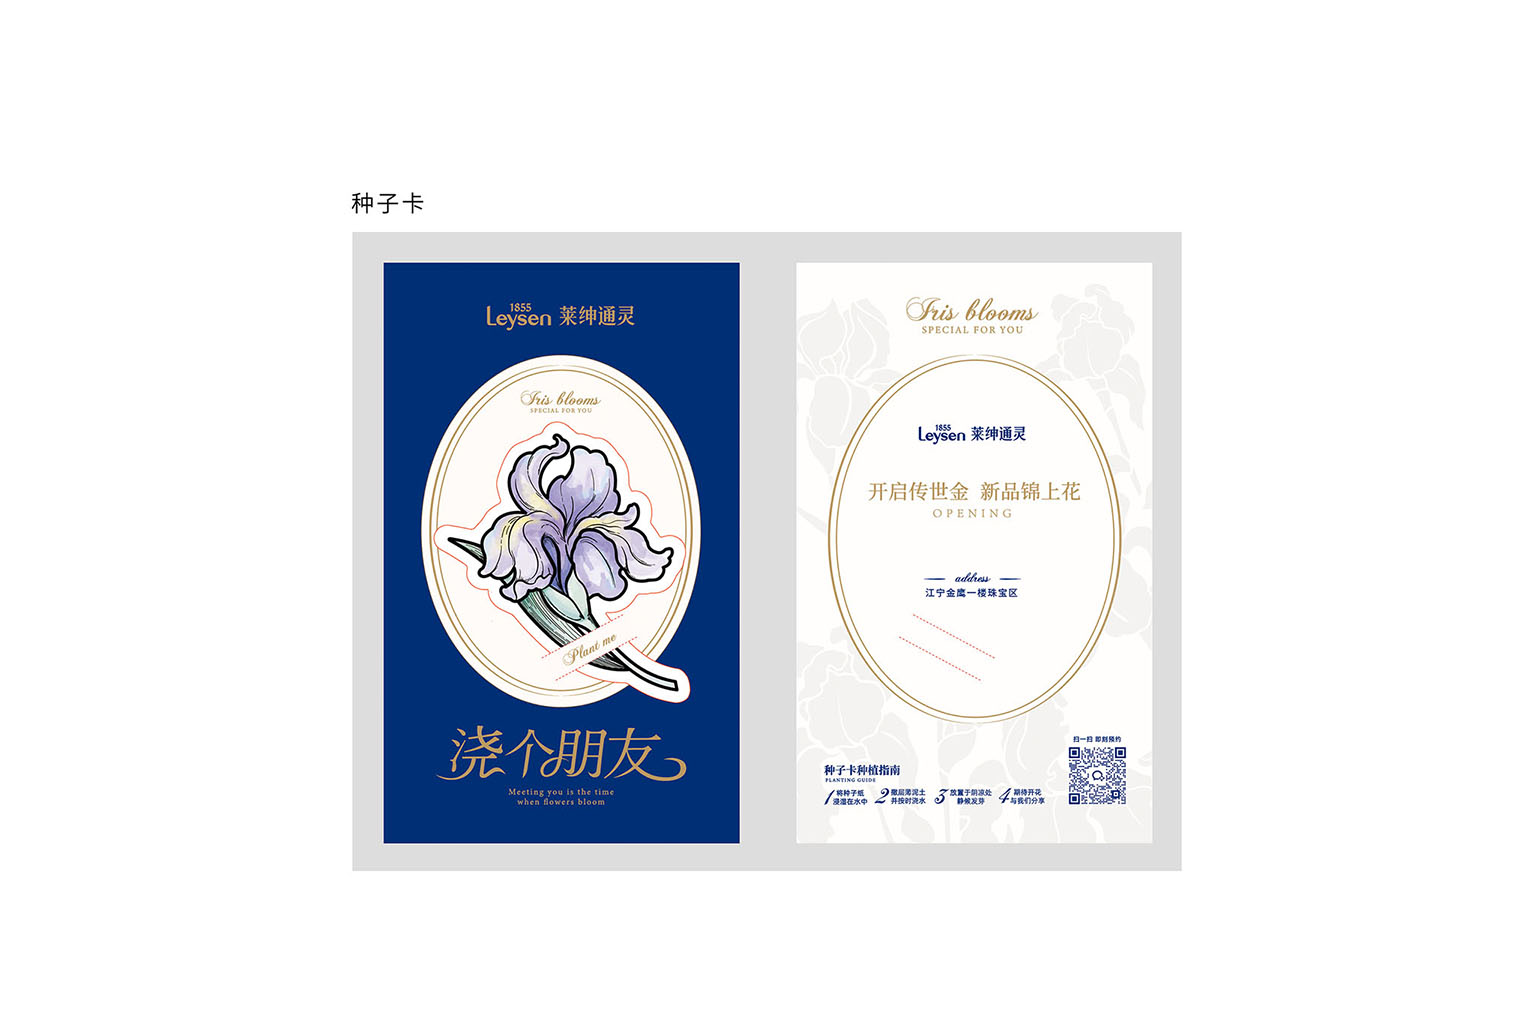 种子卡
1855
Leysen 莱绅通灵
Iris blooms
SPECIAL FOR YOU
Plant me
浇个朋友
Meeting you is the time
when flowers bloom
Iris blooms
SPECIAL FOR YOU
1855
Leysen 莱绅通灵
开启传世金 新品锦上花
OPENING
address
江宁金鹰一楼珠宝区
扫一扫 即刻预约
种子卡种植指南
PLANTING GUIDE
1 将种子纸
浸湿在水中
2 撒层薄泥土
并按时浇水
3 放置于阴凉处
静候发芽
4 期待开花
与我们分享